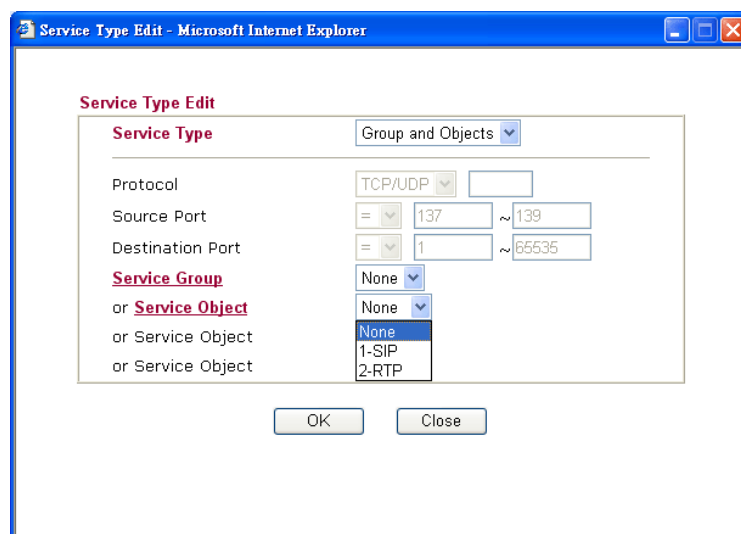 Service Type Edit - Microsoft Internet Explorer
Service Type Edit
Service Type Group and Objects
Protocol TCP/UDP
Source Port = 137 ~ 139
Destination Port = 1 ~ 65535
Service Group None
or Service Object None
or Service Object None
1-SIP
or Service Object 2-RTP
OK Close